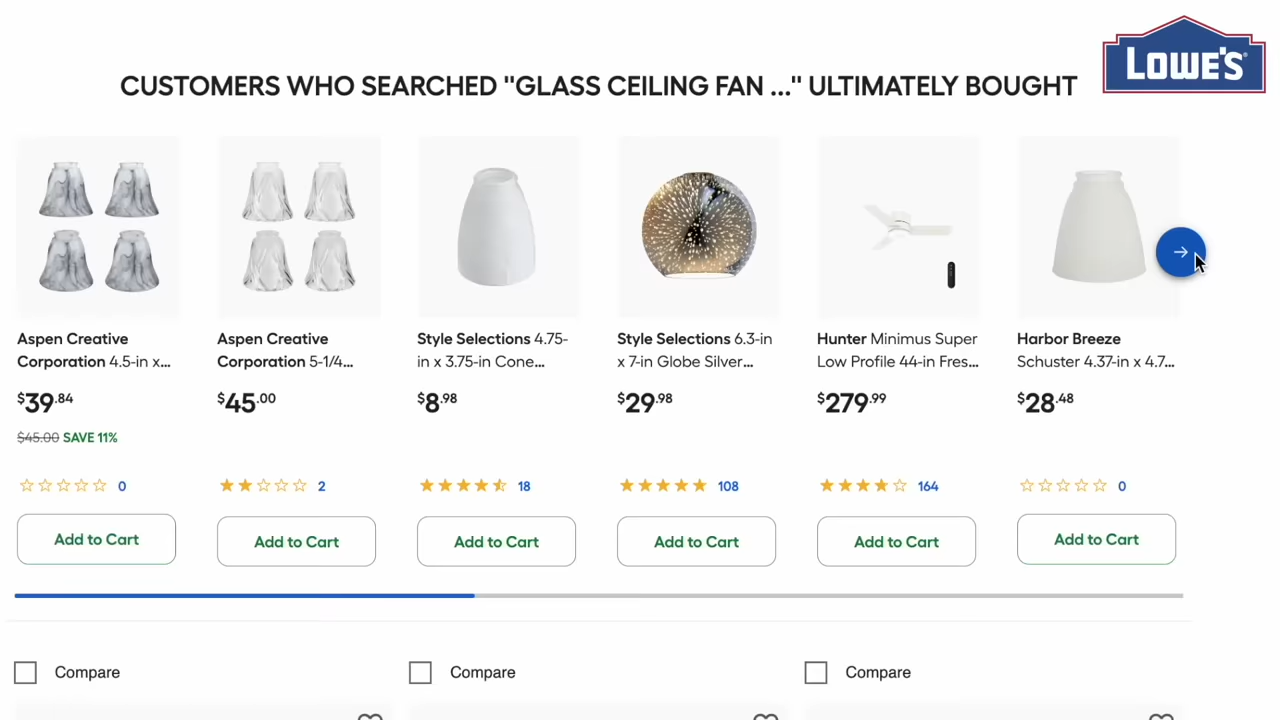 LOWE'S
CUSTOMERS WHO SEARCHED "GLASS CEILING FAN ..." ULTIMATELY BOUGHT
Aspen Creative
Corporation 4.5-in x...
$39.84
$45.00 SAVE 11%
0
Add to Cart
Aspen Creative
Corporation 5-1/4...
$45.00
2
Add to Cart
Style Selections 4.75-
in x 3.75-in Cone...
$8.98
18
Add to Cart
Style Selections 6.3-in
x 7-in Globe Silver...
$29.98
108
Add to Cart
Hunter Minimus Super
Low Profile 44-in Fres...
$279.99
164
Add to Cart
Harbor Breeze
Schuster 4.37-in x 4.7...
$28.48
0
Add to Cart
Compare
Compare
Compare